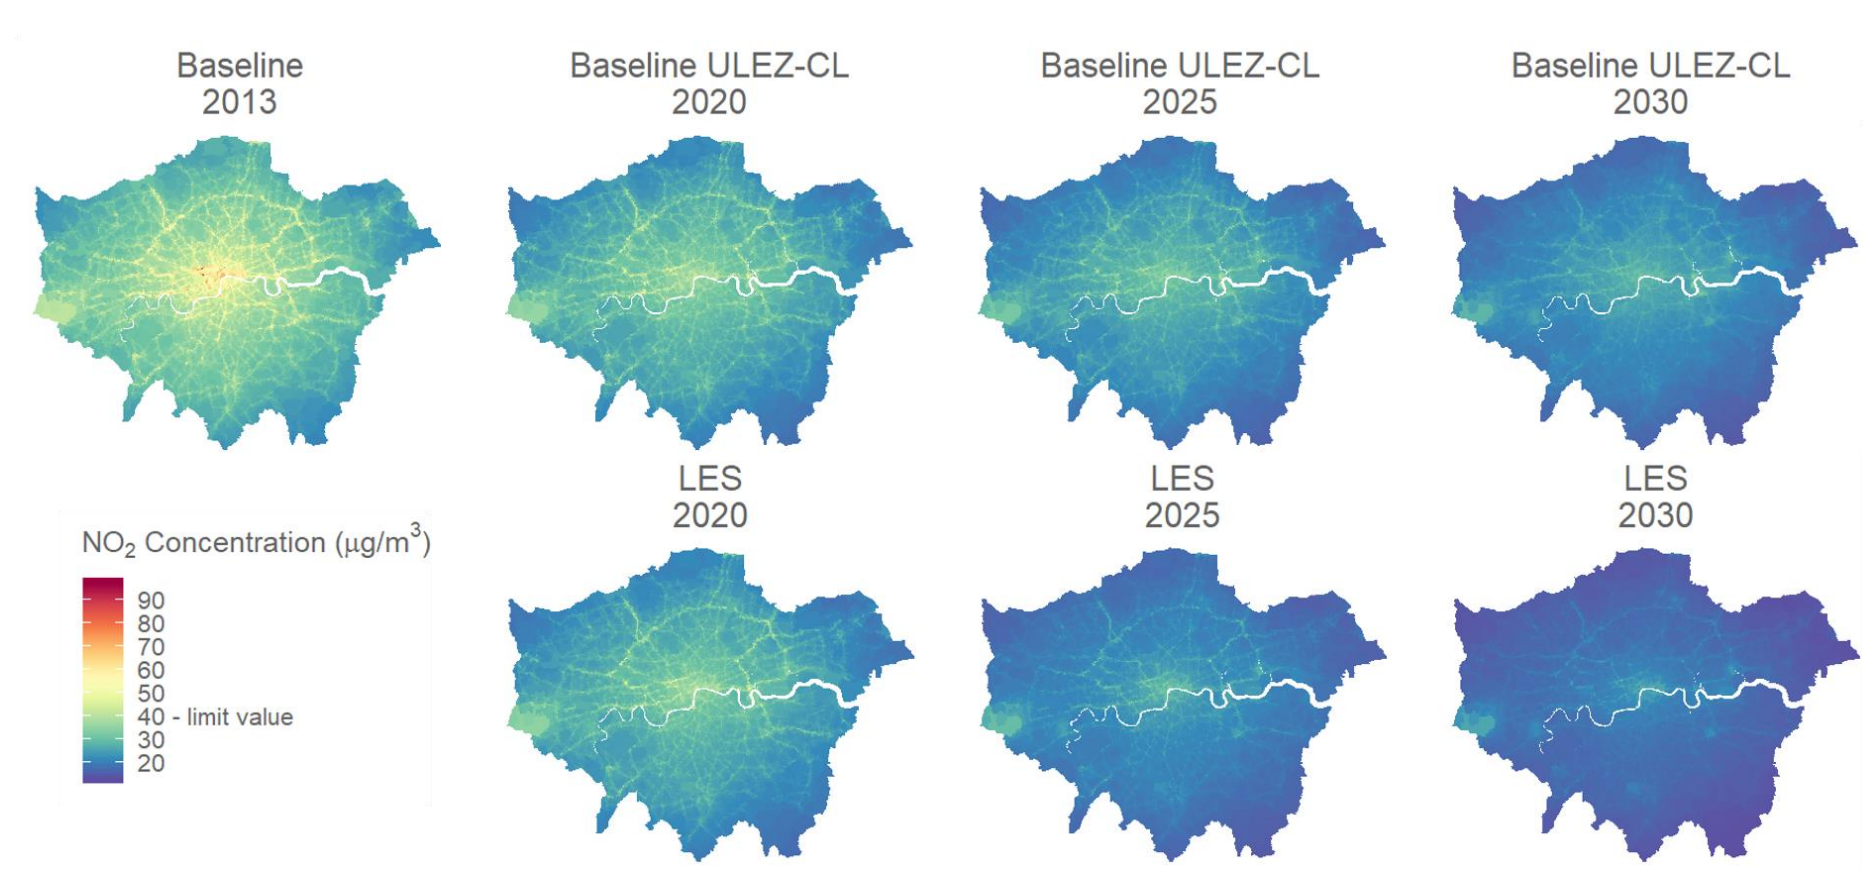 Baseline
2013
Baseline ULEZ-CL
2020
Baseline ULEZ-CL
2025
Baseline ULEZ-CL
2030
LES
2020
LES
2025
LES
2030
NO₂ Concentration (μg/m³)
90
80
70
60
50
40 - limit value
30
20